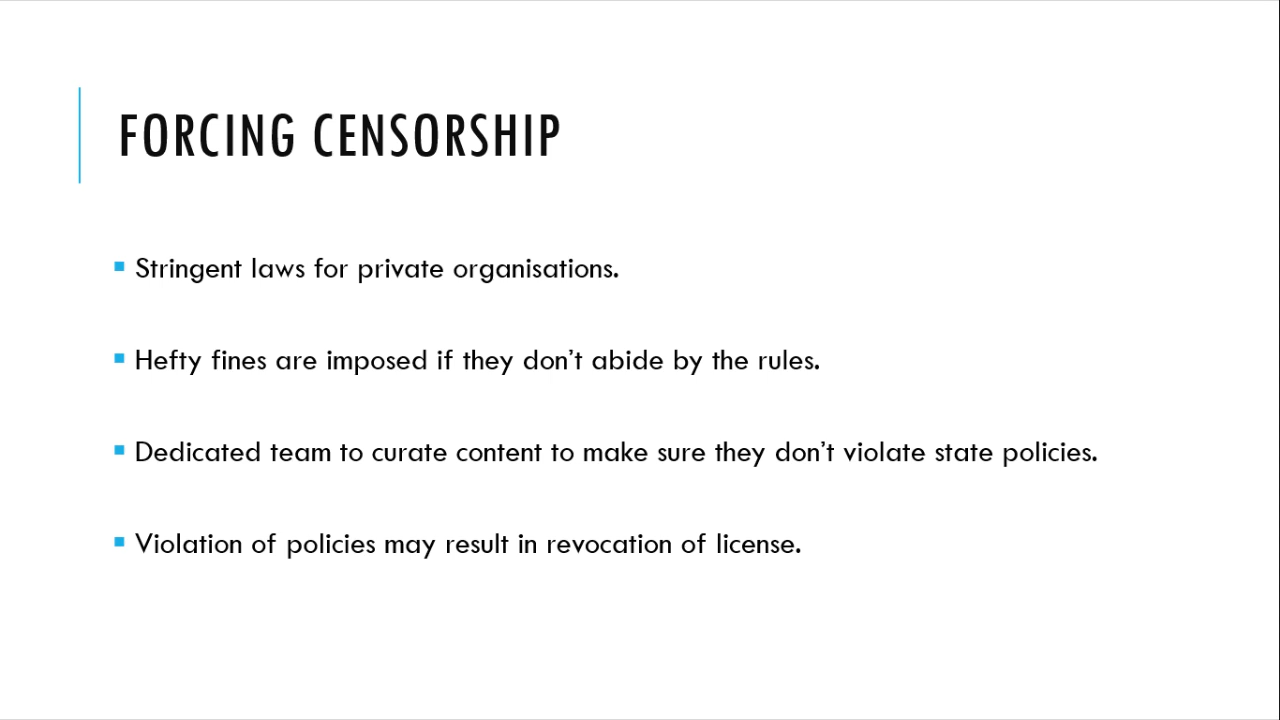 FORCING CENSORSHIP
Stringent laws for private organisations.
Hefty fines are imposed if they don't abide by the rules.
Dedicated team to curate content to make sure they don't violate state policies.
Violation of policies may result in revocation of license.